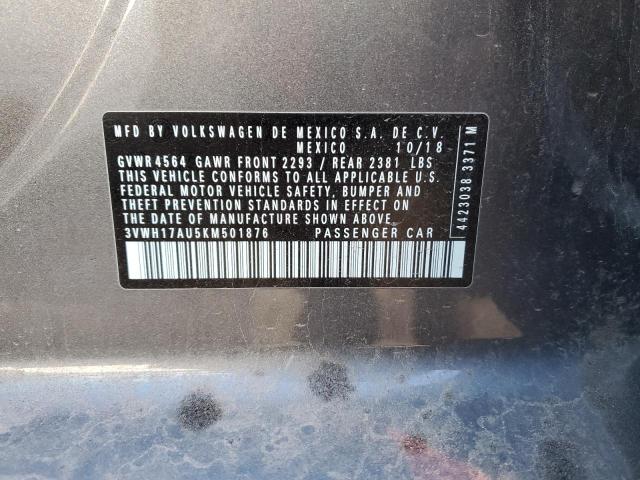 MFD BY VOLKSWAGEN DE MEXICO S.A. DE C.V.
MEXICO 10/18
GVWR4564 GAWR FRONT 2293 / REAR 2381 LBS
THIS VEHICLE CONFORMS TO ALL APPLICABLE U.S.
FEDERAL MOTOR VEHICLE SAFETY, BUMPER AND
THEFT PREVENTION STANDARDS IN EFFECT ON
THE DATE OF MANUFACTURE SHOWN ABOVE.
3VWH17AU5KM501876 PASSENGER CAR
4423038 3371 M